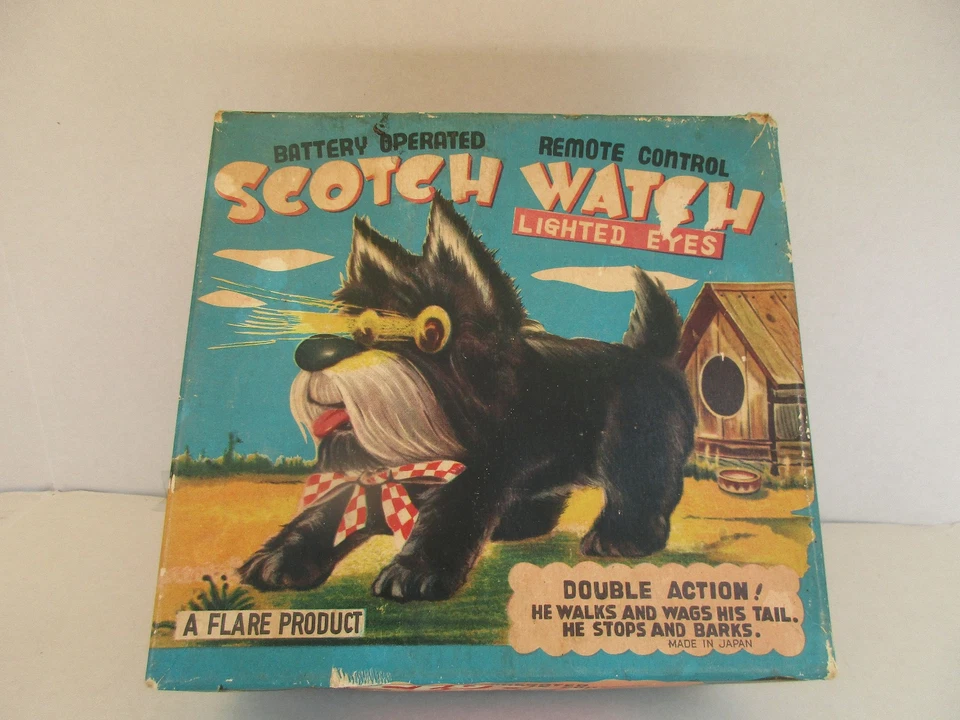 BATTERY OPERATED REMOTE CONTROL
SCOTCH WATCH
LIGHTED EYES
A FLARE PRODUCT
DOUBLE ACTION!
HE WALKS AND WAGS HIS TAIL.
HE STOPS AND BARKS.
MADE IN JAPAN